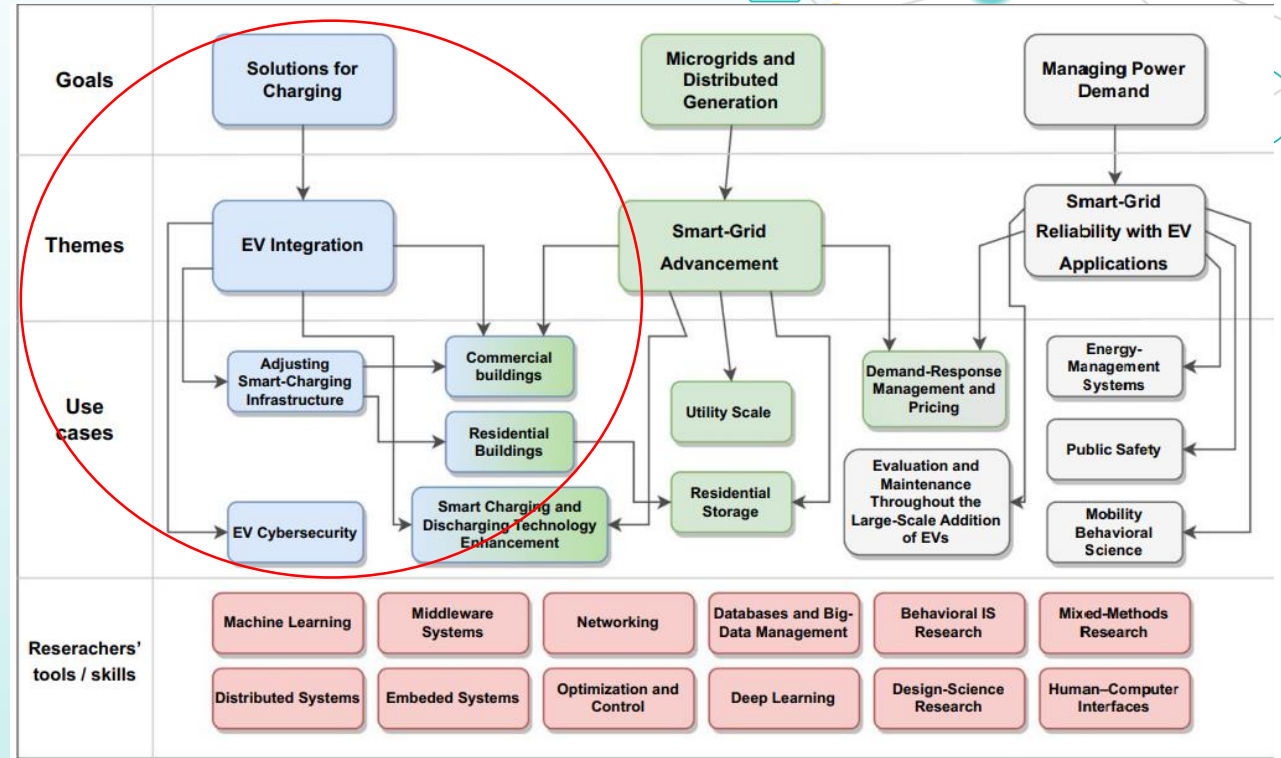 Goals
Solutions for
Charging
Microgrids and
Distributed
Generation
Managing Power
Demand
Themes
EV Integration
Smart-Grid
Advancement
Smart-Grid
Reliability with EV
Applications
Use
cases
Adjusting
Smart-Charging
Infrastructure
Commercial
buildings
Residential
Buildings
EV Cybersecurity
Smart Charging and
Discharging Technology
Enhancement
Utility Scale
Residential
Storage
Demand-Response
Management and
Pricing
Evaluation and
Maintenance
Throughout the
Large-Scale Addition
of EVs
Energy-
Management
Systems
Public Safety
Mobility
Behavioral
Science
Reserachers’
tools / skills
Machine Learning
Middleware
Systems
Networking
Databases and Big-
Data Management
Behavioral IS
Research
Mixed-Methods
Research
Distributed Systems
Embeded Systems
Optimization and
Control
Deep Learning
Design-Science
Research
Human–Computer
Interfaces